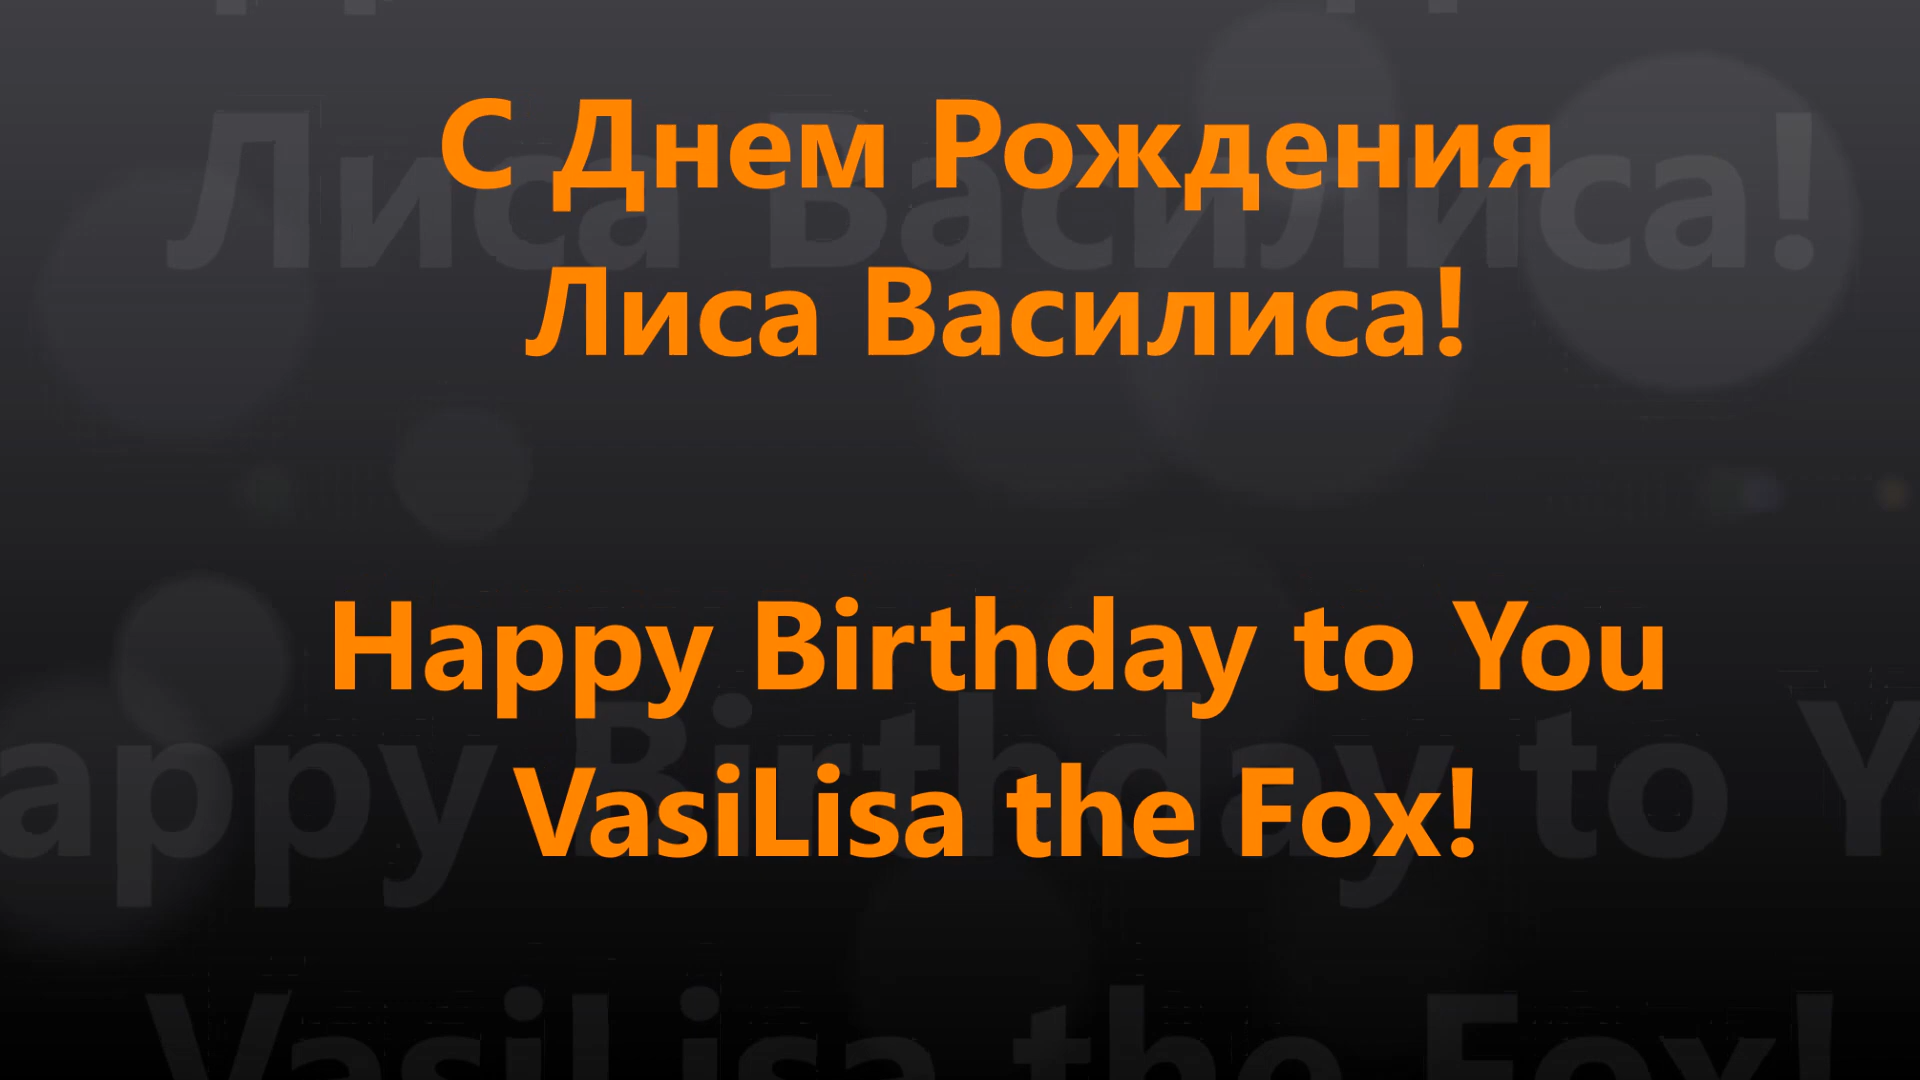 С Днем Рождения
Лиса Василиса!
Happy Birthday to You
VasiLisa the Fox!